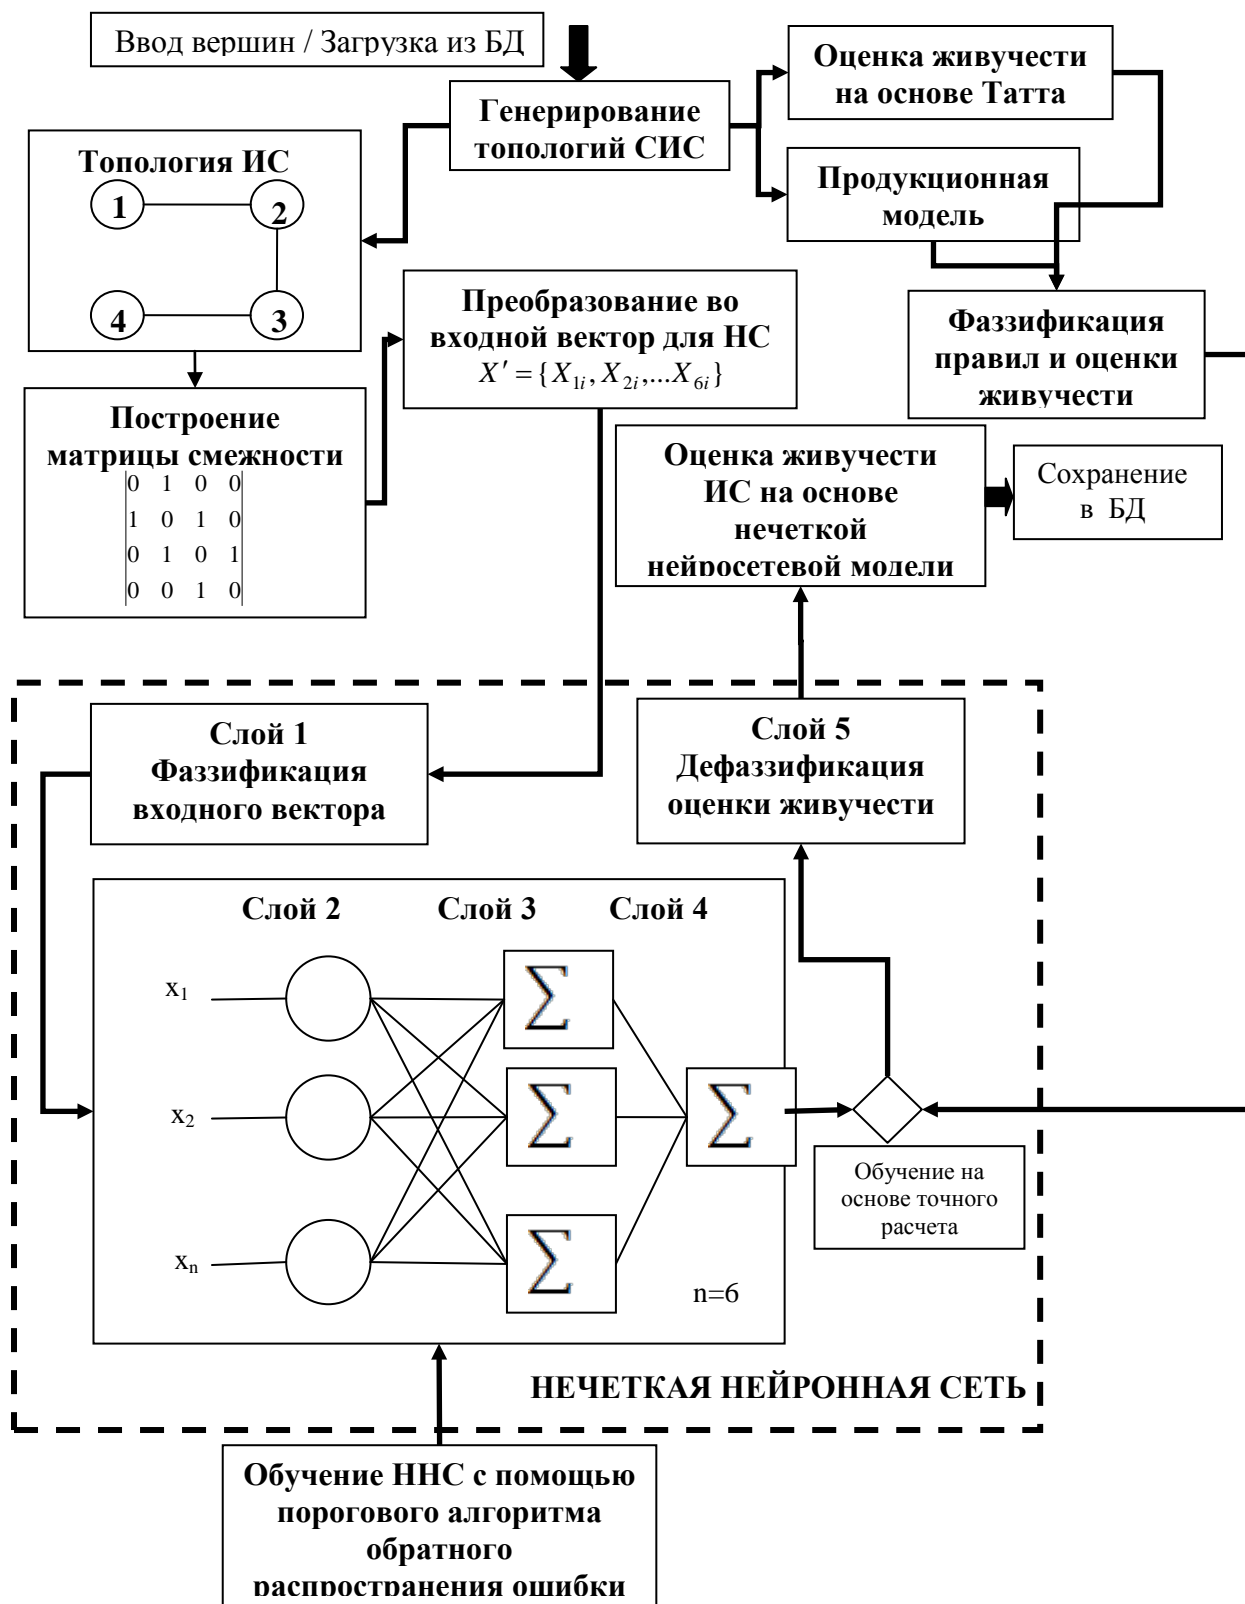 Ввод вершин / Загрузка из БД
Генерирование
топологий СИС
Оценка живучести
на основе Татта
Продукционная
модель
Топология ИС
1
2
4
3
Преобразование во
входной вектор для НС
X′ = {X1i, X2i,...X6i}
Фаззификация
правил и оценки
живучести
Построение
матрицы смежности
0 1 0 0
1 0 1 0
0 1 0 1
0 0 1 0
Оценка живучести
ИС на основе
нечеткой
нейросетевой модели
Сохранение
в БД
Слой 1
Фаззификация
входного вектора
Слой 5
Дефаззификация
оценки живучести
Слой 2 Слой 3 Слой 4
x1
∑
x2
∑
∑
xn
∑
n=6
Обучение на
основе точного
расчета
НЕЧЕТКАЯ НЕЙРОННАЯ СЕТЬ
Обучение ННС с помощью
порогового алгоритма
обратного
распространения ошибки